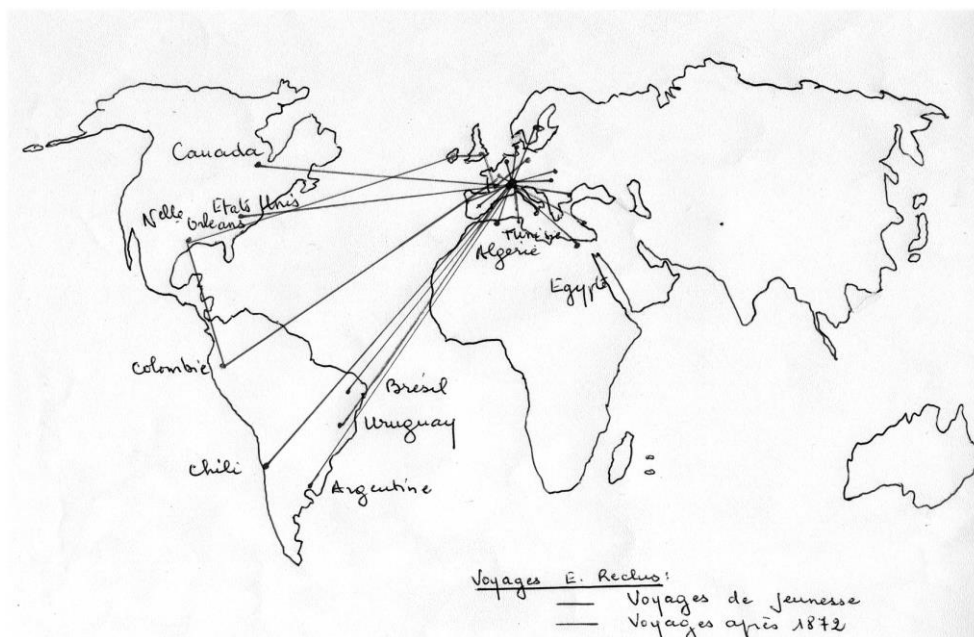 Canada
Etats Unis
Nelle
Orléans
Tunisie
Algérie
Egypte
Colombie
Brésil
Uruguay
Chili
Argentine
Voyages E. Reclus:
Voyages de jeunesse
Voyages après 1872